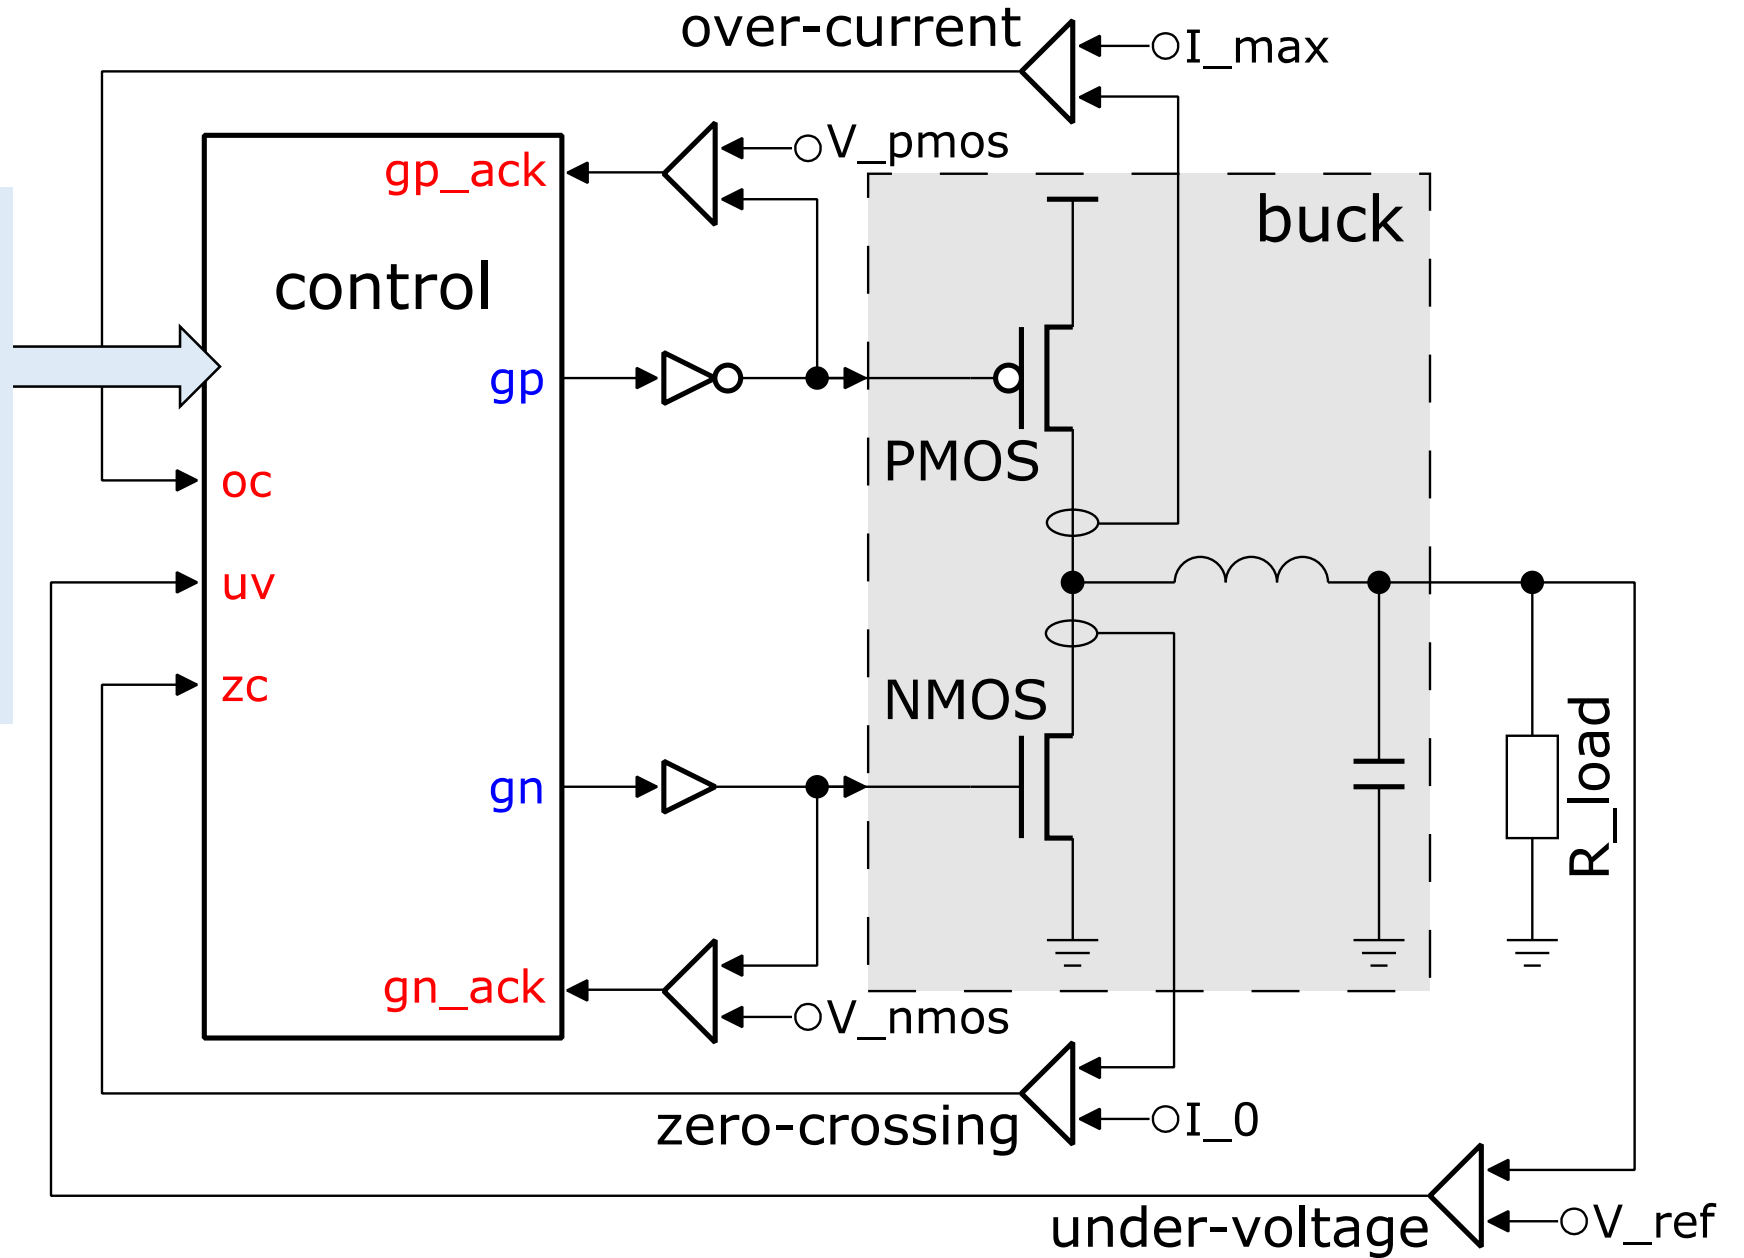 over-current
I_max
V_pmos
gp_ack
buck
control
gp
PMOS
oc
uv
zc
NMOS
R_load
gn
gn_ack
V_nmos
zero-crossing
I_0
under-voltage
V_ref